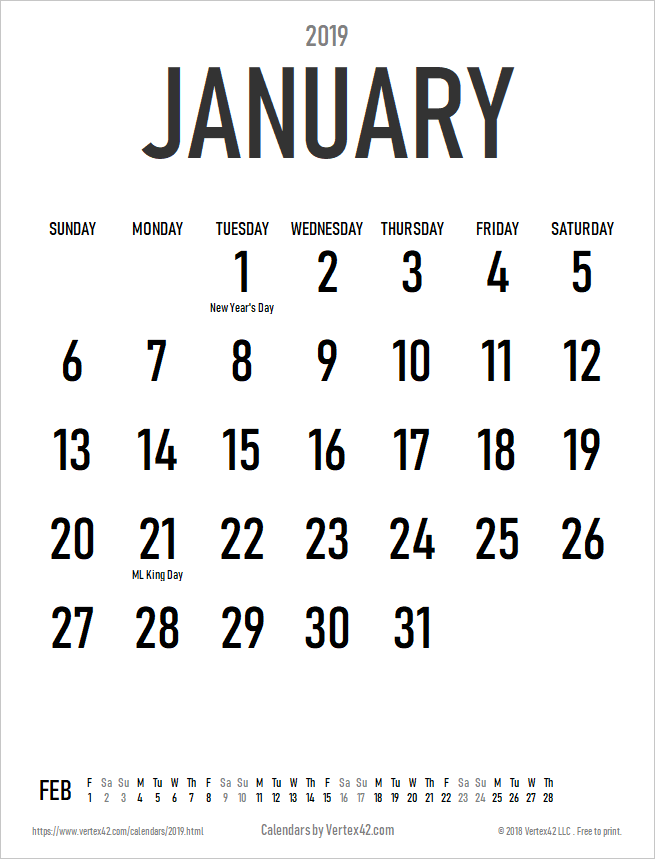 2019
JANUARY
SUNDAY MONDAY TUESDAY WEDNESDAY THURSDAY FRIDAY SATURDAY
1 2 3 4 5
New Year's Day
6 7 8 9 10 11 12
13 14 15 16 17 18 19
20 21 22 23 24 25 26
ML King Day
27 28 29 30 31
F Sa Su M Tu W Th F Sa Su M Tu W Th F Sa Su M Tu W Th F Sa Su M Tu W Th
FEB
1 2 3 4 5 6 7 8 9 10 11 12 13 14 15 16 17 18 19 20 21 22 23 24 25 26 27 28
https://www.vertex42.com/calendars/2019.html Calendars by Vertex42.com © 2018 Vertex42 LLC . Free to print.